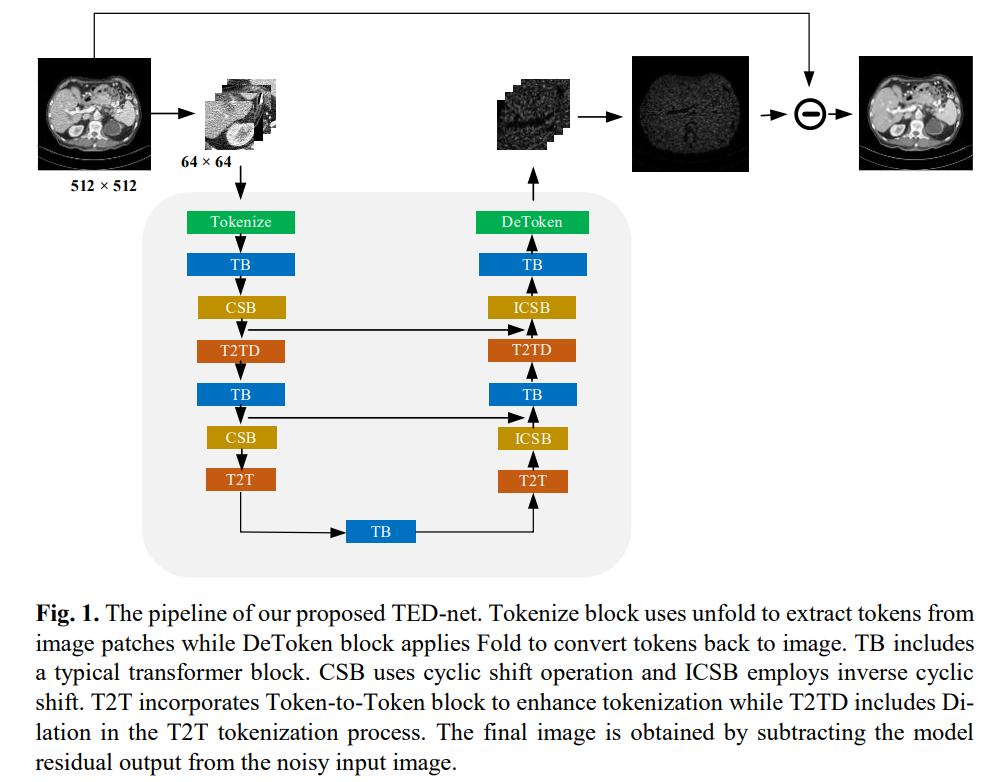 64 × 64
512 × 512
Tokenize
DeToken
TB
TB
CSB
ICSB
T2TD
T2TD
TB
TB
CSB
ICSB
T2T
T2T
TB
Fig. 1. The pipeline of our proposed TED-net. Tokenize block uses unfold to extract tokens from
image patches while DeToken block applies Fold to convert tokens back to image. TB includes
a typical transformer block. CSB uses cyclic shift operation and ICSB employs inverse cyclic
shift. T2T incorporates Token-to-Token block to enhance tokenization while T2TD includes Di-
lation in the T2T tokenization process. The final image is obtained by subtracting the model
residual output from the noisy input image.